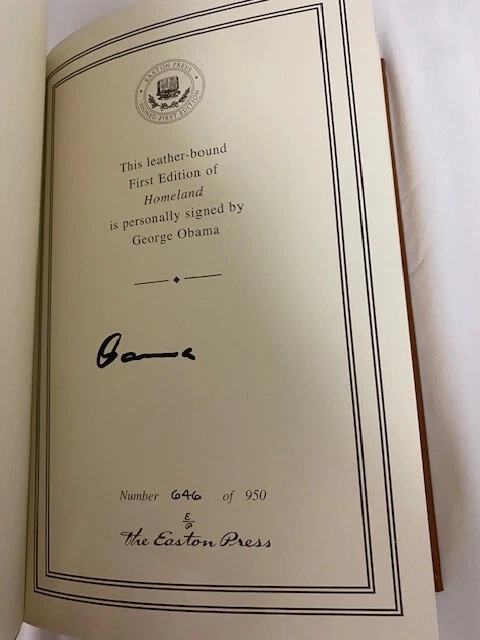 EASTON PRESS
SIGNED FIRST EDITION
This leather-bound
First Edition of
Homeland
is personally signed by
George Obama
Obama
Number 646 of 950
E
P
the Easton Press